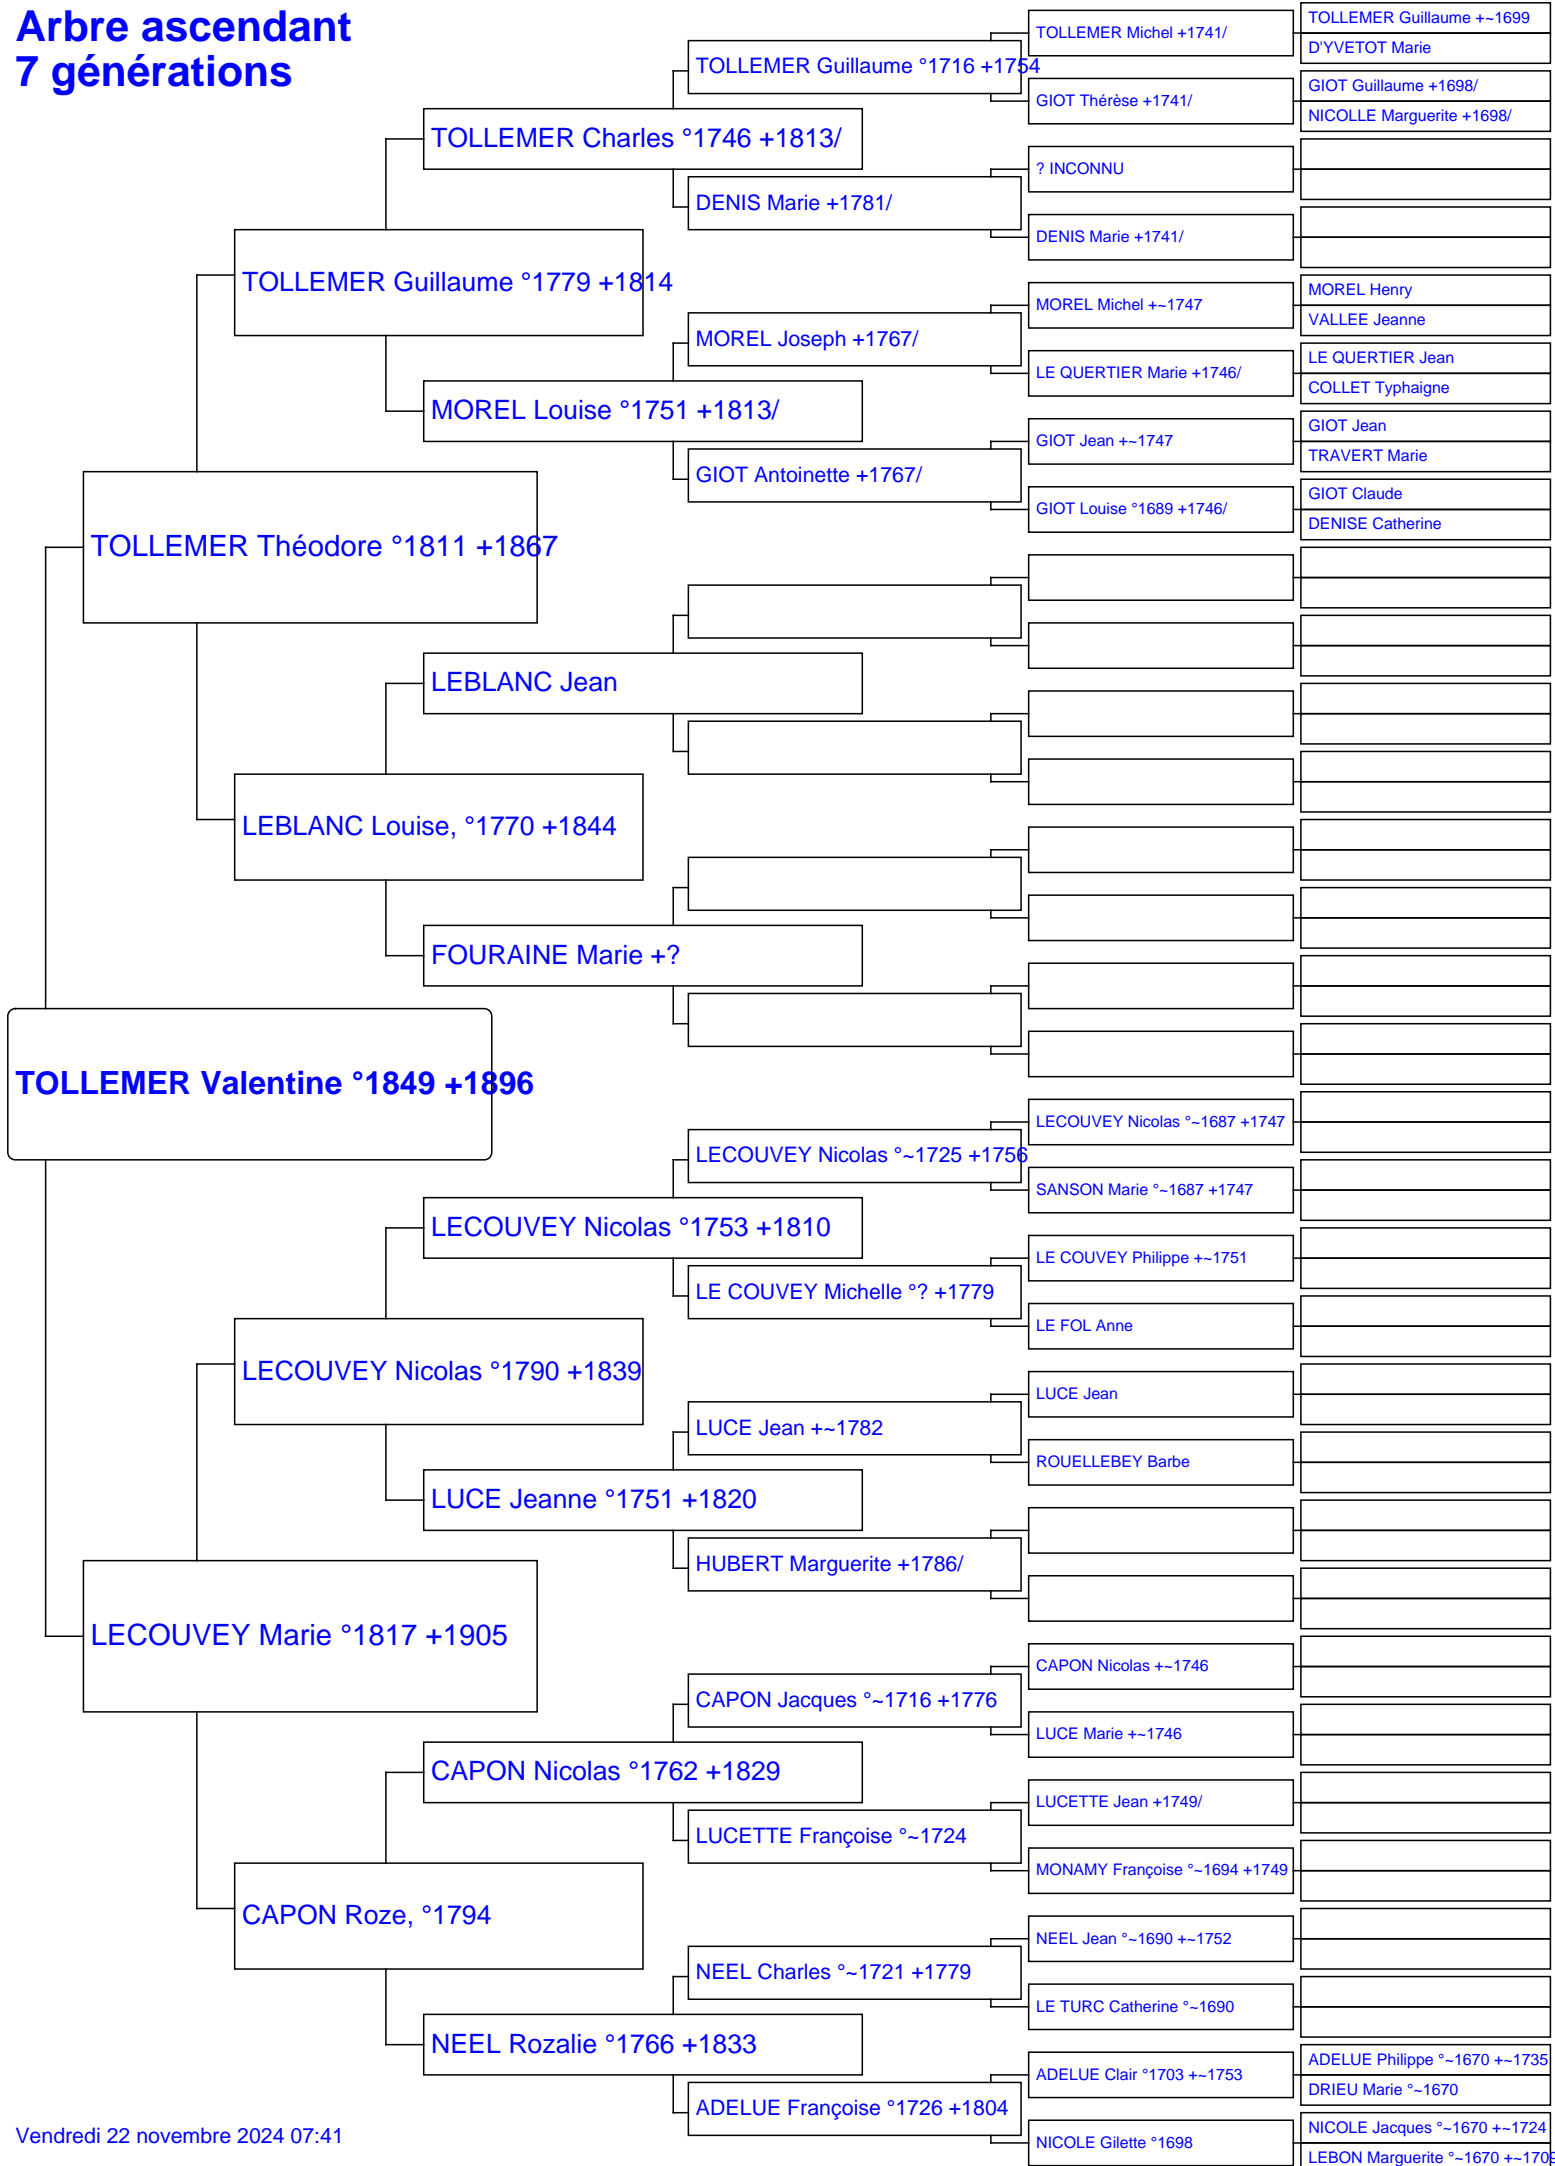 Arbre ascendant
7 générations
TOLLEMER Valentine °1849 +1896
TOLLEMER Théodore °1811 +1867
LECOUVEY Marie °1817 +1905
TOLLEMER Guillaume °1779 +1814
LEBLANC Louise, °1770 +1844
LECOUVEY Nicolas °1790 +1839
CAPON Roze, °1794
TOLLEMER Charles °1746 +1813/
MOREL Louise °1751 +1813/
LEBLANC Jean
FOURAINE Marie +?
LECOUVEY Nicolas °1753 +1810
LUCE Jeanne °1751 +1820
CAPON Nicolas °1762 +1829
NEEL Rozalie °1766 +1833
TOLLEMER Guillaume °1716 +1754
DENIS Marie +1781/
MOREL Joseph +1767/
GIOT Antoinette +1767/
LECOUVEY Nicolas °~1725 +1756
LE COUVEY Michelle °? +1779
LUCE Jean +~1782
HUBERT Marguerite +1786/
CAPON Jacques °~1716 +1776
LUCETTE Françoise °~1724
NEEL Charles °~1721 +1779
ADELUE Françoise °1726 +1804
TOLLEMER Michel +1741/
GIOT Thérèse +1741/
? INCONNU
DENIS Marie +1741/
MOREL Michel +~1747
LE QUERTIER Marie +1746/
GIOT Jean +~1747
GIOT Louise °1689 +1746/
LECOUVEY Nicolas °~1687 +1747
SANSON Marie °~1687 +1747
LE COUVEY Philippe +~1751
LE FOL Anne
LUCE Jean
ROUELLEBEY Barbe
CAPON Nicolas +~1746
LUCE Marie +~1746
LUCETTE Jean +1749/
MONAMY Françoise °~1694 +1749
NEEL Jean °~1690 +~1752
LE TURC Catherine °~1690
ADELUE Clair °1703 +~1753
NICOLE Gilette °1698
TOLLEMER Guillaume +~1699
D'YVETOT Marie
GIOT Guillaume +1698/
NICOLLE Marguerite +1698/
MOREL Henry
VALLEE Jeanne
LE QUERTIER Jean
COLLET Typhaigne
GIOT Jean
TRAVERT Marie
GIOT Claude
DENISE Catherine
ADELUE Philippe °~1670 +~1735
DRIEU Marie °~1670
NICOLE Jacques °~1670 +~1724
LEBON Marguerite °~1670 +~1709
Vendredi 22 novembre 2024 07:41